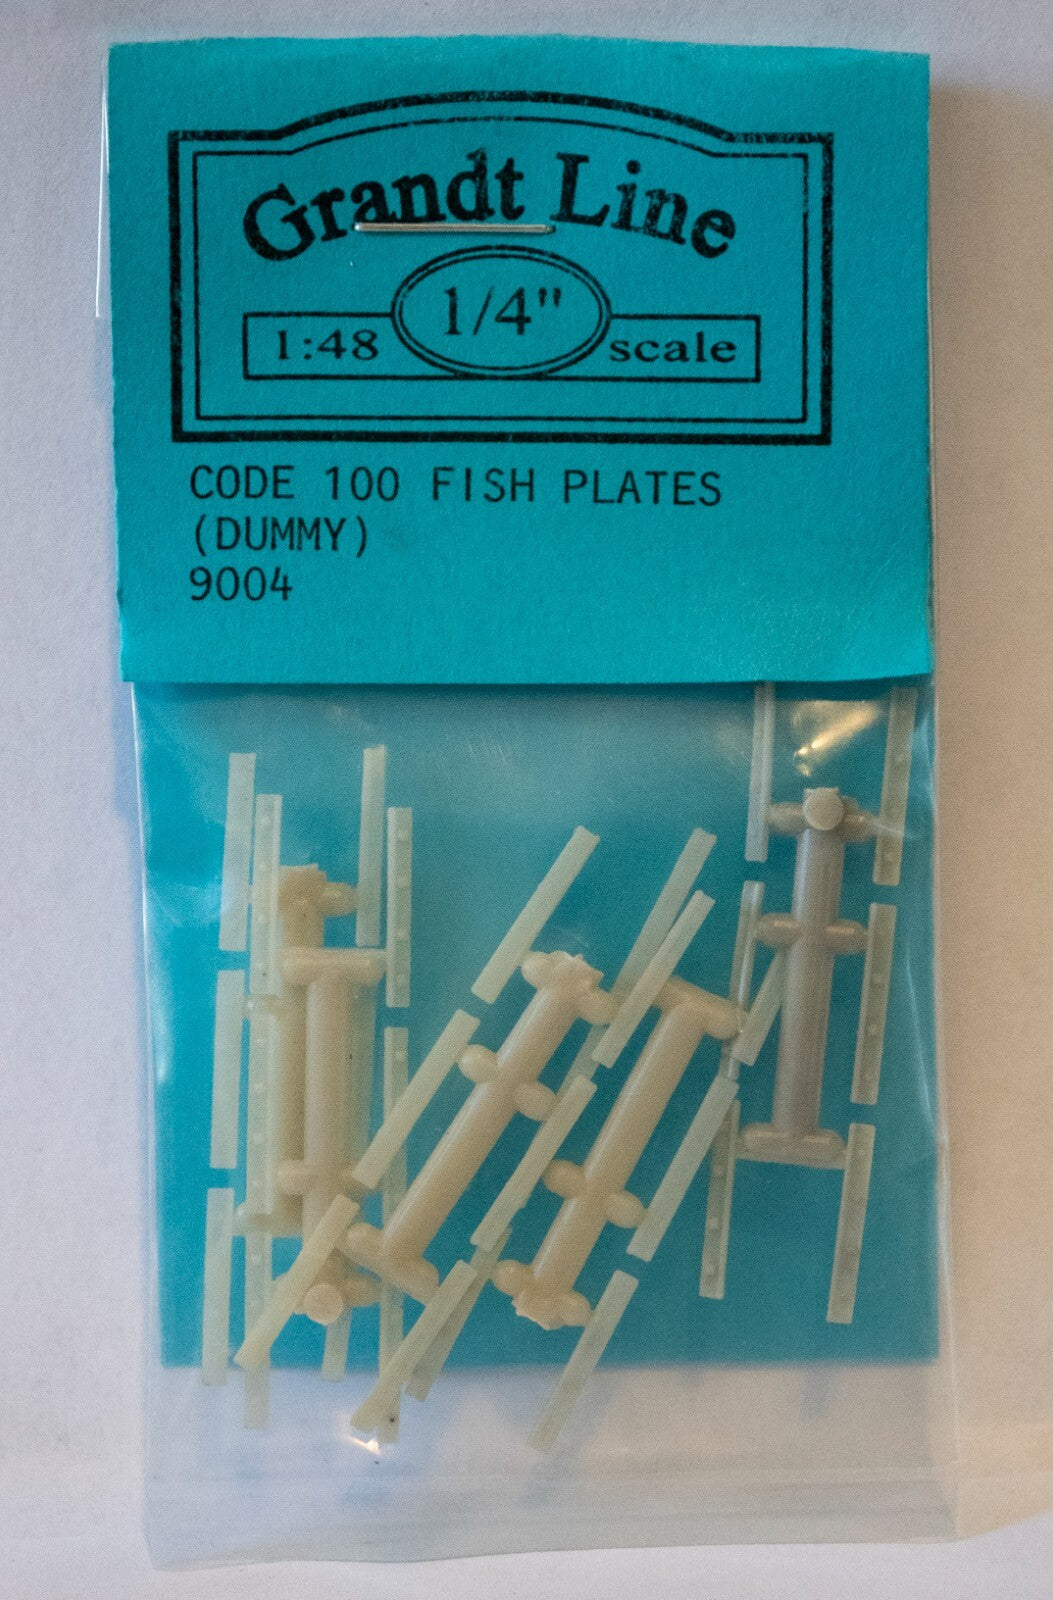 Grandt Line
1/4"
1:48 scale
CODE 100 FISH PLATES
(DUMMY)
9004